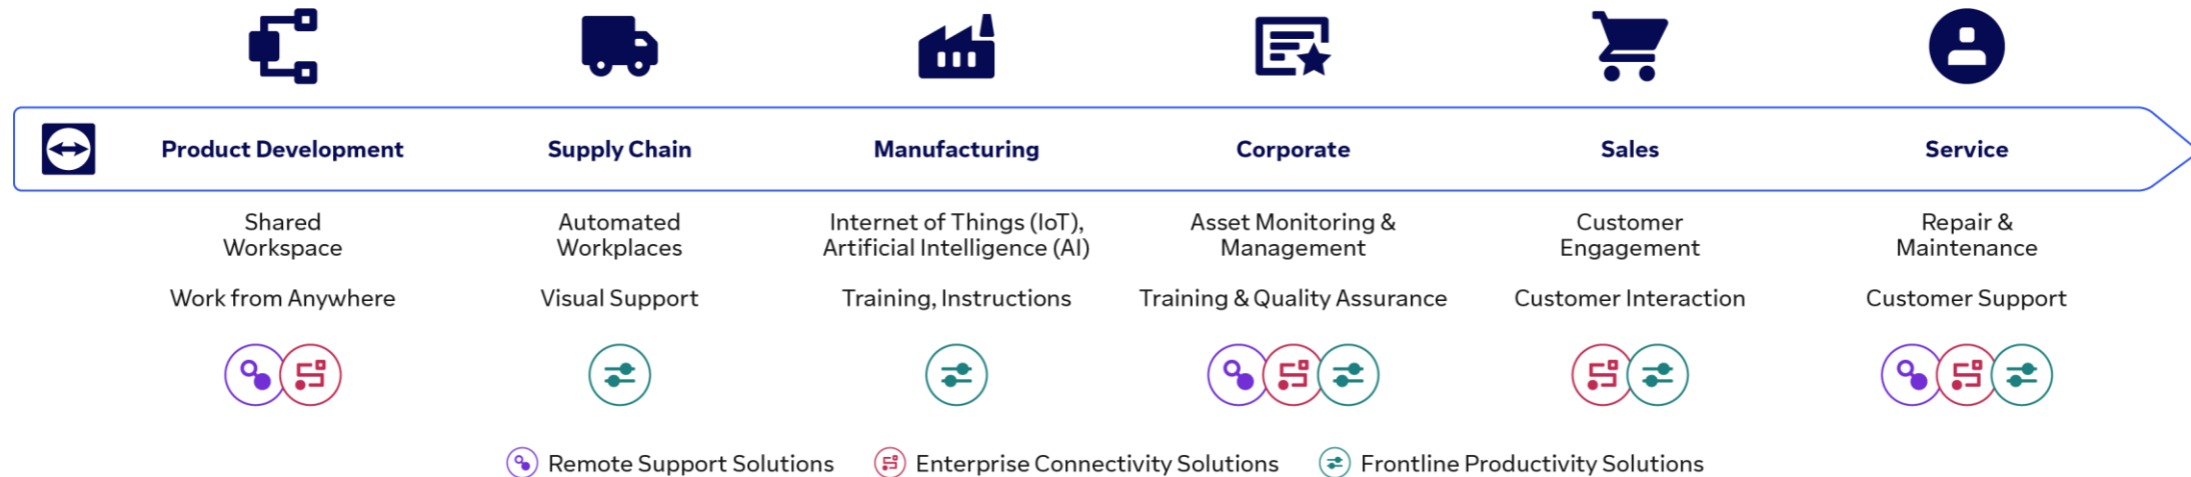 Product Development
Supply Chain
Manufacturing
Corporate
Sales
Service
Shared
Workspace
Work from Anywhere
Automated
Workplaces
Visual Support
Internet of Things (IoT),
Artificial Intelligence (AI)
Training, Instructions
Asset Monitoring &
Management
Training & Quality Assurance
Customer
Engagement
Customer Interaction
Repair &
Maintenance
Customer Support
Remote Support Solutions
Enterprise Connectivity Solutions
Frontline Productivity Solutions